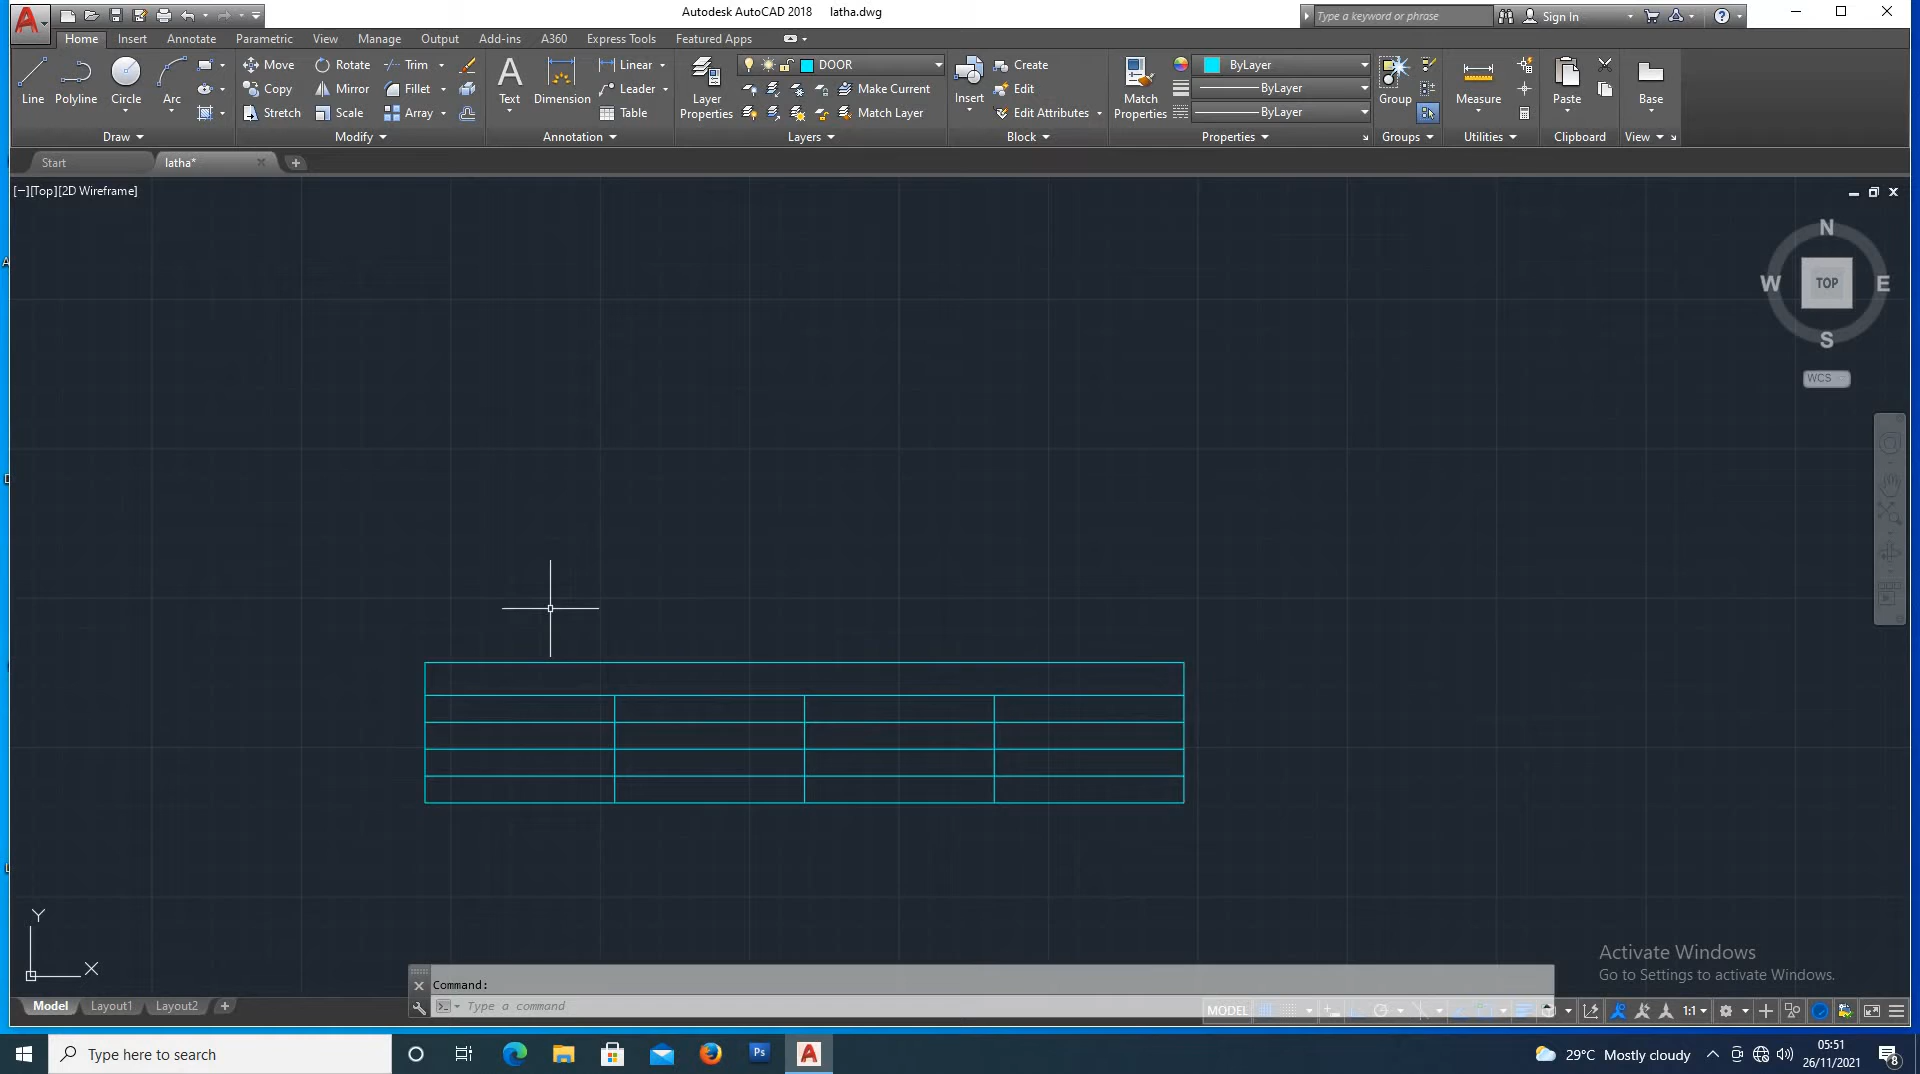 Autodesk AutoCAD 2018 latha.dwg
Type a keyword or phrase
Sign In
Home Insert Annotate Parametric View Manage Output Add-ins A360 Express Tools Featured Apps
Line Polyline Circle Arc
Move Rotate Trim
Copy Mirror Fillet
Stretch Scale Array
Text Dimension
Linear
Leader
Table
Layer Properties
DOOR
Make Current
Match Layer
Insert
Create
Edit
Edit Attributes
Match Properties
ByLayer
ByLayer
ByLayer
Group
Measure
Paste
Base
Draw Modify Annotation Layers Block Properties Groups Utilities Clipboard View
Start latha*
[−][Top][2D Wireframe]
N
W TOP E
S
WCS
Y
X
Activate Windows
Go to Settings to activate Windows.
Command:
Type a command
Model Layout1 Layout2
MODEL 1:1
Type here to search
Ps
29°C Mostly cloudy
05:51
26/11/2021
8